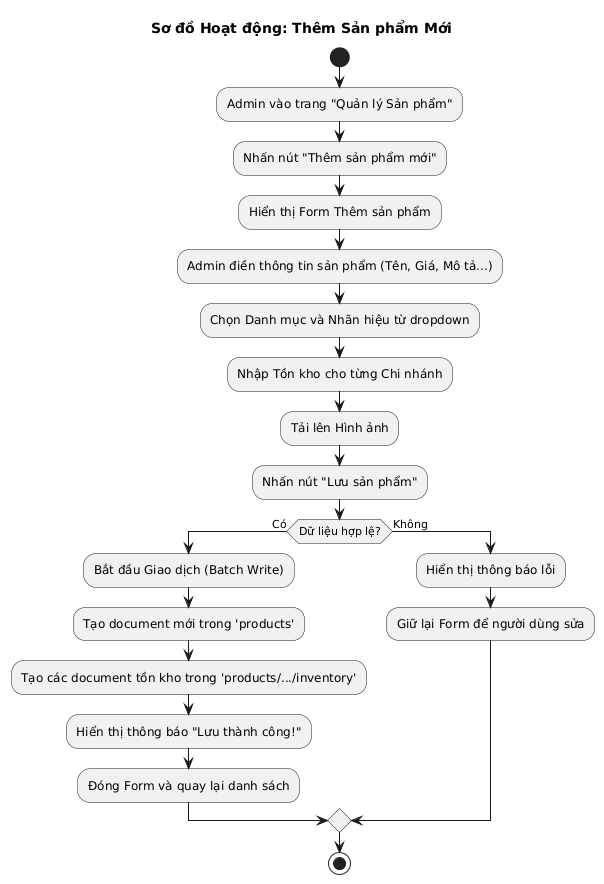 Sơ đồ Hoạt động: Thêm Sản phẩm Mới
Admin vào trang "Quản lý Sản phẩm"
Nhấn nút "Thêm sản phẩm mới"
Hiển thị Form Thêm sản phẩm
Admin điền thông tin sản phẩm (Tên, Giá, Mô tả...)
Chọn Danh mục và Nhãn hiệu từ dropdown
Nhập Tồn kho cho từng Chi nhánh
Tải lên Hình ảnh
Nhấn nút "Lưu sản phẩm"
Dữ liệu hợp lệ?
Có
Bắt đầu Giao dịch (Batch Write)
Tạo document mới trong 'products'
Tạo các document tồn kho trong 'products/.../inventory'
Hiển thị thông báo "Lưu thành công!"
Đóng Form và quay lại danh sách
Không
Hiển thị thông báo lỗi
Giữ lại Form để người dùng sửa